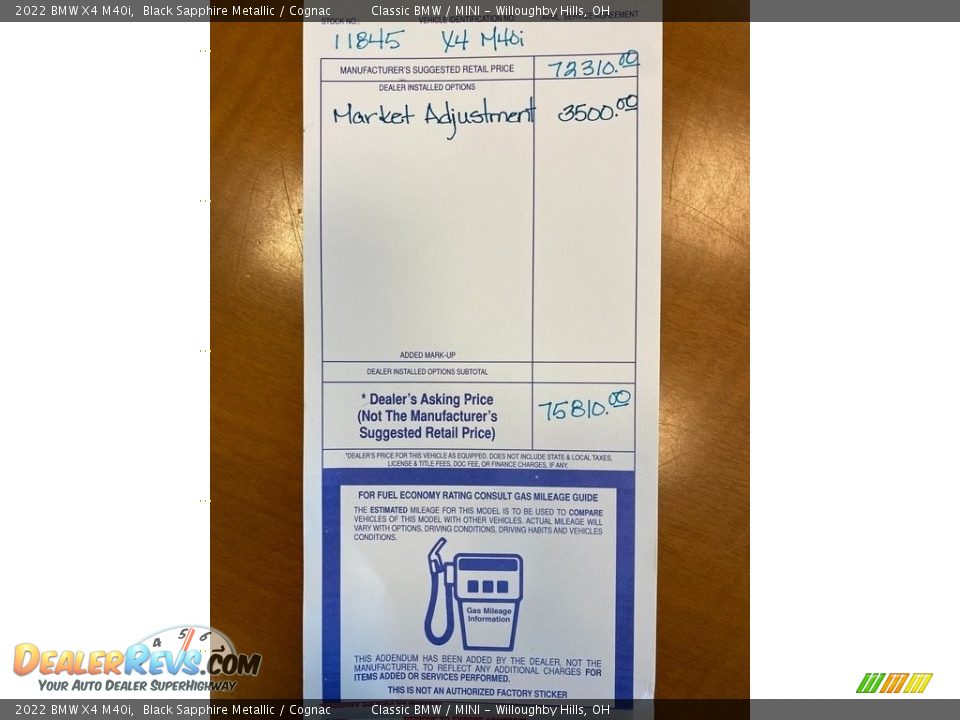 2022 BMW X4 M40i, Black Sapphire Metallic / Cognac Classic BMW / MINI - Willoughby Hills, OH
STOCK NO.: VEHICLE IDENTIFICATION NO.
11845 X4 M40i
MANUFACTURER'S SUGGESTED RETAIL PRICE 72310.00
DEALER INSTALLED OPTIONS
Market Adjustment 3500.00
ADDED MARK-UP
DEALER INSTALLED OPTIONS SUBTOTAL
* Dealer's Asking Price
(Not The Manufacturer's
Suggested Retail Price)
75810.00
*DEALER'S PRICE FOR THIS VEHICLE AS EQUIPPED. DOES NOT INCLUDE STATE & LOCAL TAXES,
LICENSE & TITLE FEES, DOC FEE, OR FINANCE CHARGES, IF ANY.
FOR FUEL ECONOMY RATING CONSULT GAS MILEAGE GUIDE
THE ESTIMATED MILEAGE FOR THIS MODEL IS TO BE USED TO COMPARE
VEHICLES OF THIS MODEL WITH OTHER VEHICLES. ACTUAL MILEAGE WILL
VARY WITH OPTIONS, DRIVING CONDITIONS, DRIVING HABITS AND VEHICLES
CONDITIONS.
Gas Mileage
Information
THIS ADDENDUM HAS BEEN ADDED BY THE DEALER, NOT THE
MANUFACTURER, TO REFLECT ANY ADDITIONAL CHARGES FOR
ITEMS ADDED OR SERVICES PERFORMED.
THIS IS NOT AN AUTHORIZED FACTORY STICKER
4 5 6
DEALERREVS.COM
YOUR AUTO DEALER SUPERHIGHWAY
2022 BMW X4 M40i, Black Sapphire Metallic / Cognac Classic BMW / MINI - Willoughby Hills, OH